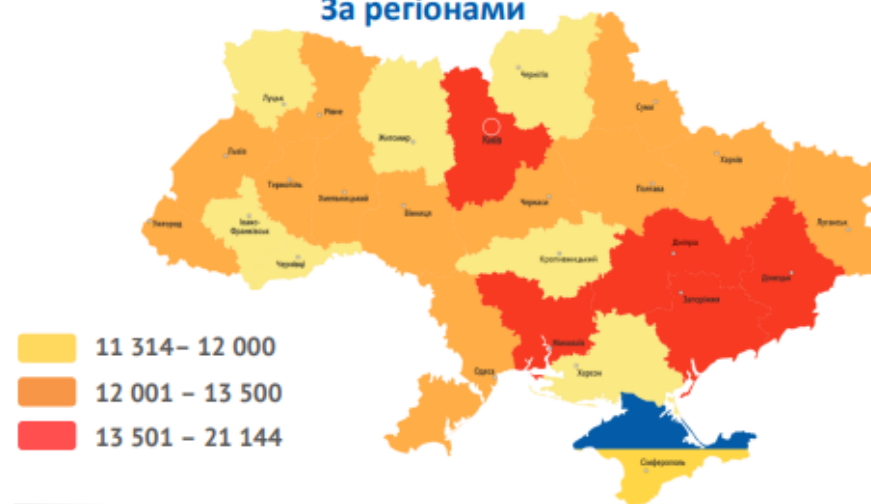 За регіонами
Чернігів
Луцьк
Рівне
Суми
Житомир
Київ
Львів
Харків
Тернопіль
Хмельницький
Полтава
Вінниця
Черкаси
Ужгород
Івано-
Франківськ
Луганськ
Дніпро
Чернівці
Кропивницький
Донецьк
Запоріжжя
11 314– 12 000
Миколаїв
Одеса
Херсон
12 001 – 13 500
13 501 – 21 144
Сімферополь